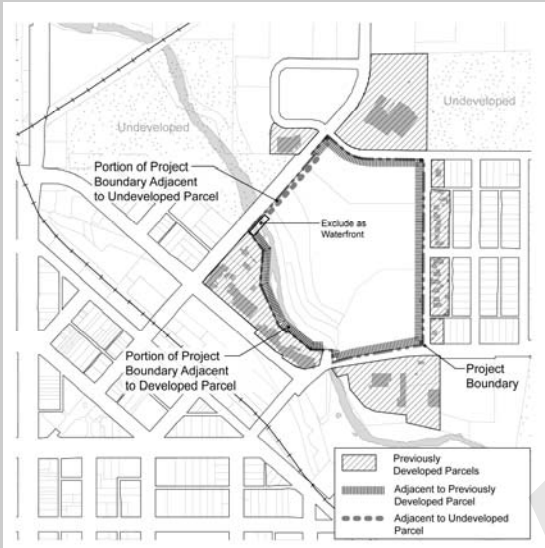 Undeveloped
Undeveloped
Portion of Project
Boundary Adjacent
to Undeveloped Parcel
Exclude as
Waterfront
Portion of Project
Boundary Adjacent
to Developed Parcel
Project
Boundary
Previously
Developed Parcels
Adjacent to Previously
Developed Parcel
Adjacent to Undeveloped
Parcel